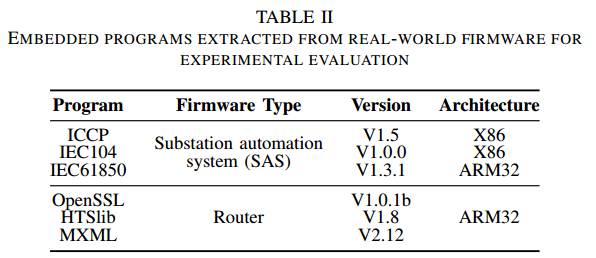 TABLE II
EMBEDDED PROGRAMS EXTRACTED FROM REAL-WORLD FIRMWARE FOR
EXPERIMENTAL EVALUATION
Program Firmware Type Version Architecture
ICCP Substation automation system (SAS) V1.5 X86
IEC104 V1.0.0 X86
IEC61850 V1.3.1 ARM32
OpenSSL Router V1.0.1b ARM32
HTSlib V1.8
MXML V2.12